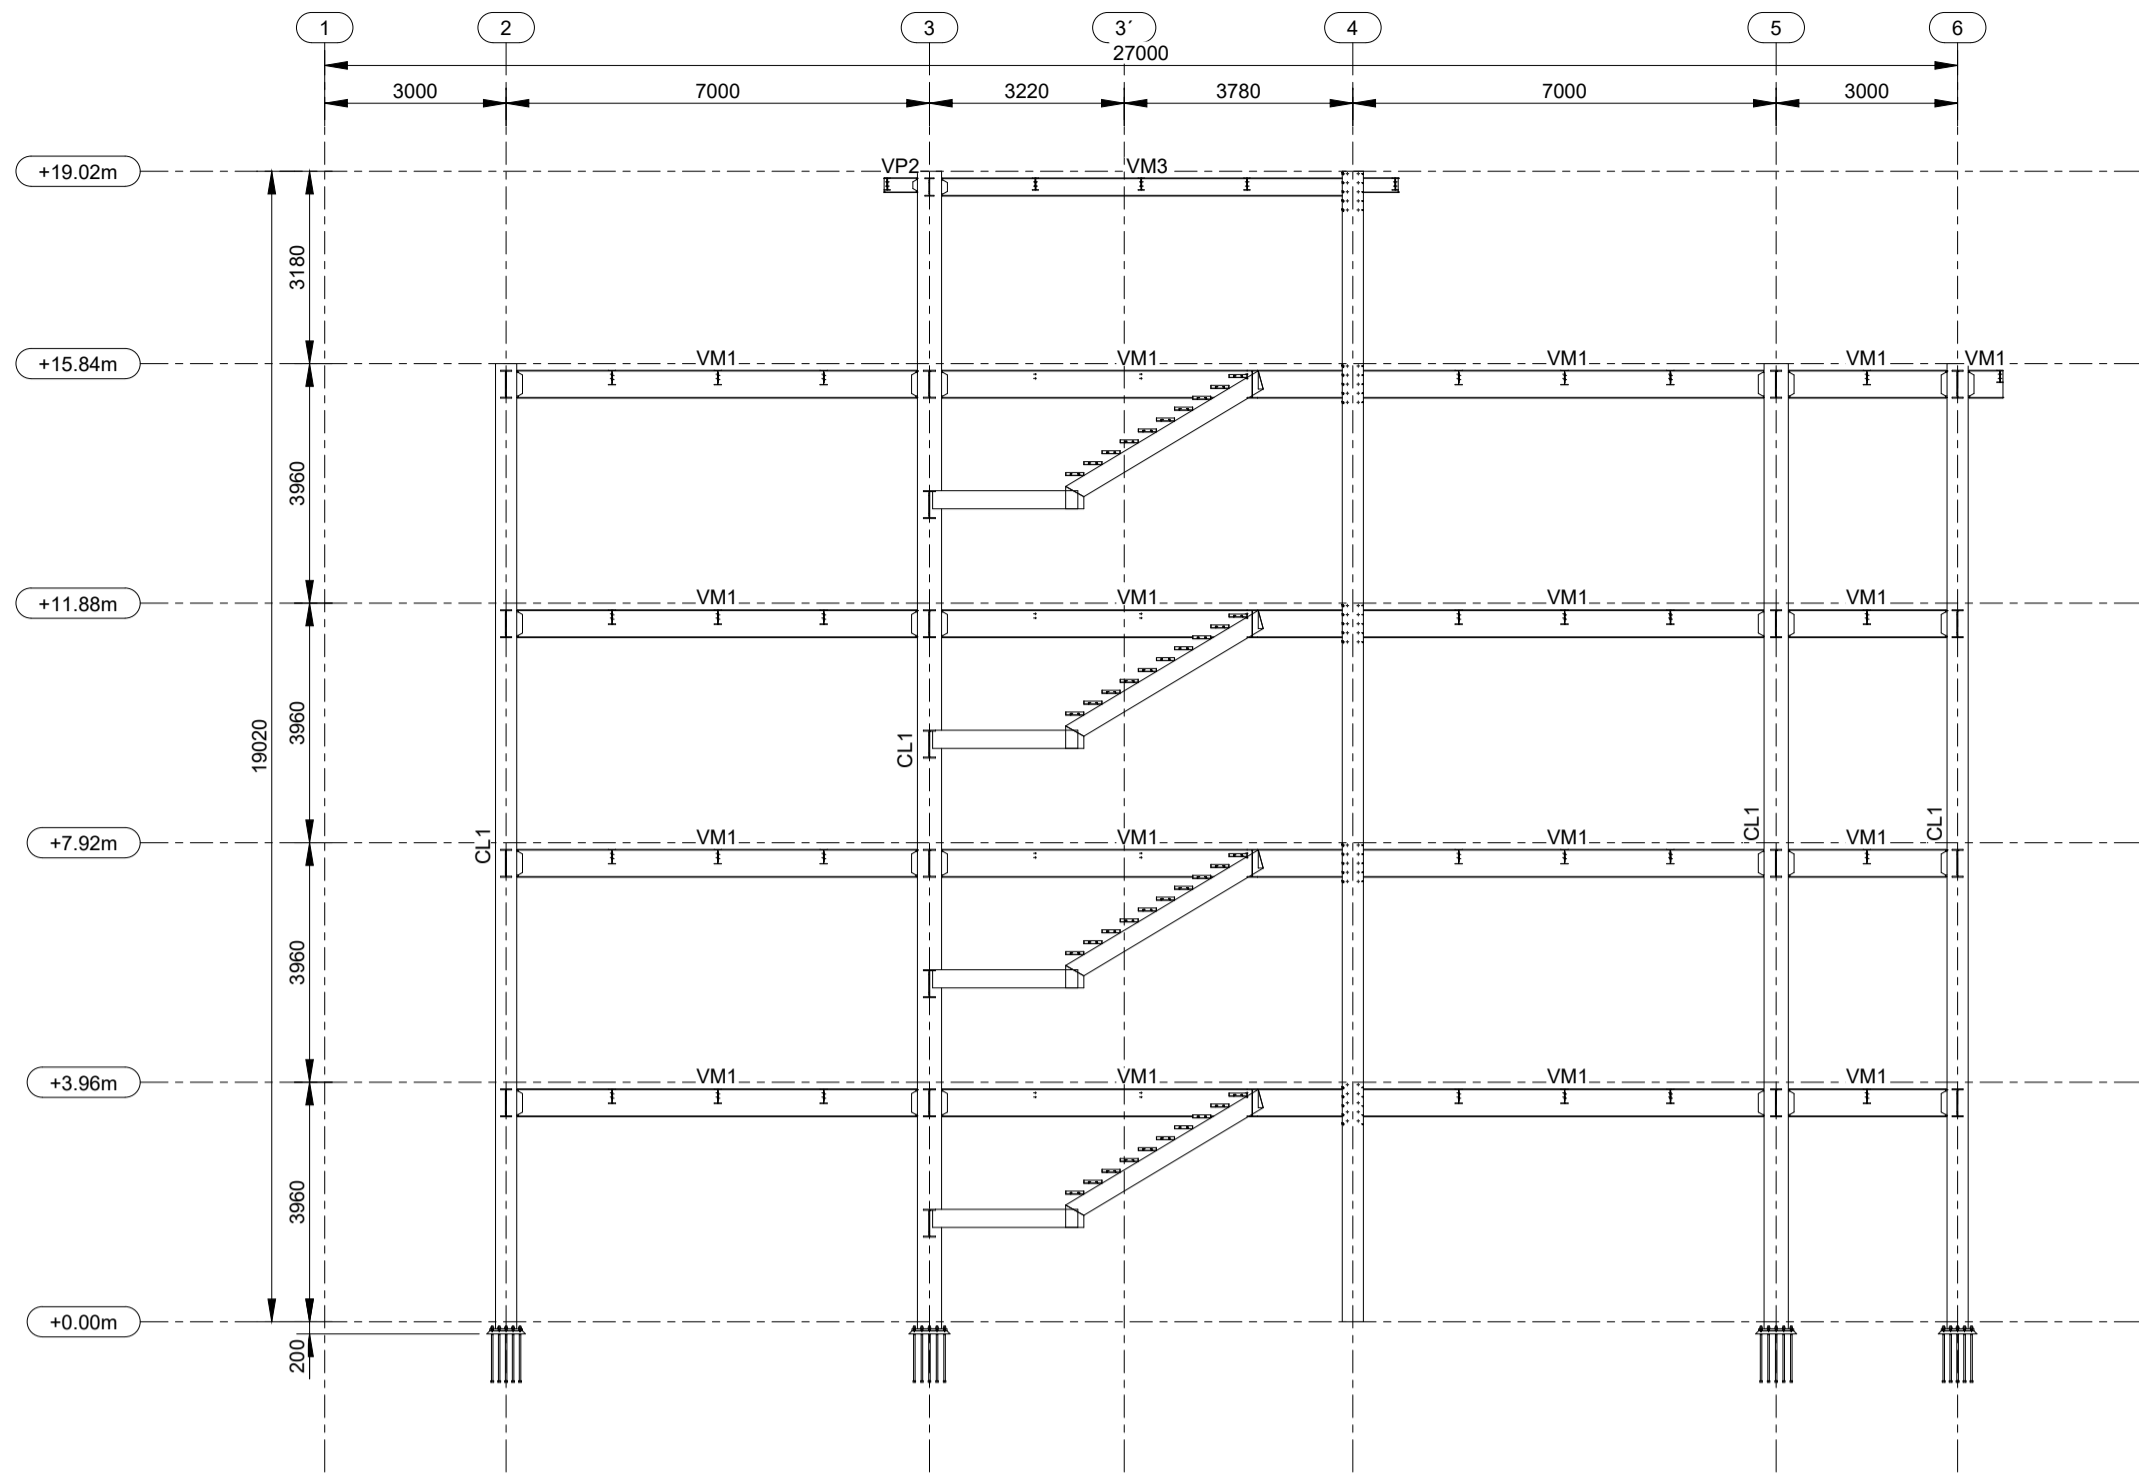 1 2 3 3´ 4 5 6
27000
3000 7000 3220 3780 7000 3000
VP2 VM3
+19.02m
3180
VM1 VM1 VM1 VM1 VM1
+15.84m
3960
VM1 VM1 VM1 VM1
+11.88m
3960
19020
CL1
VM1 VM1 VM1 VM1
+7.92m
CL1 CL1 CL1
3960
VM1 VM1 VM1 VM1
+3.96m
3960
+0.00m
200